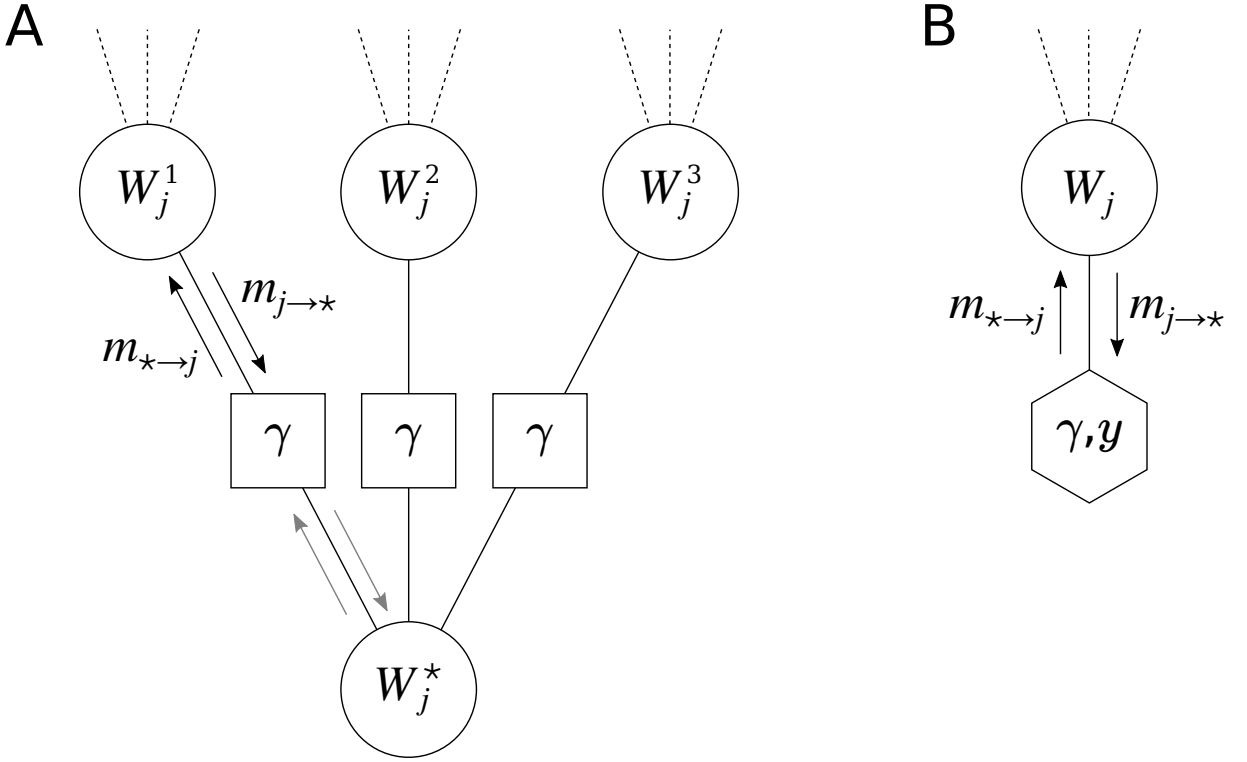 A
B
W_j^1 W_j^2 W_j^3 W_j
m_{j→⋆}
m_{⋆→j} m_{j→⋆}
m_{⋆→j}
γ γ γ γ,y
W_j^⋆